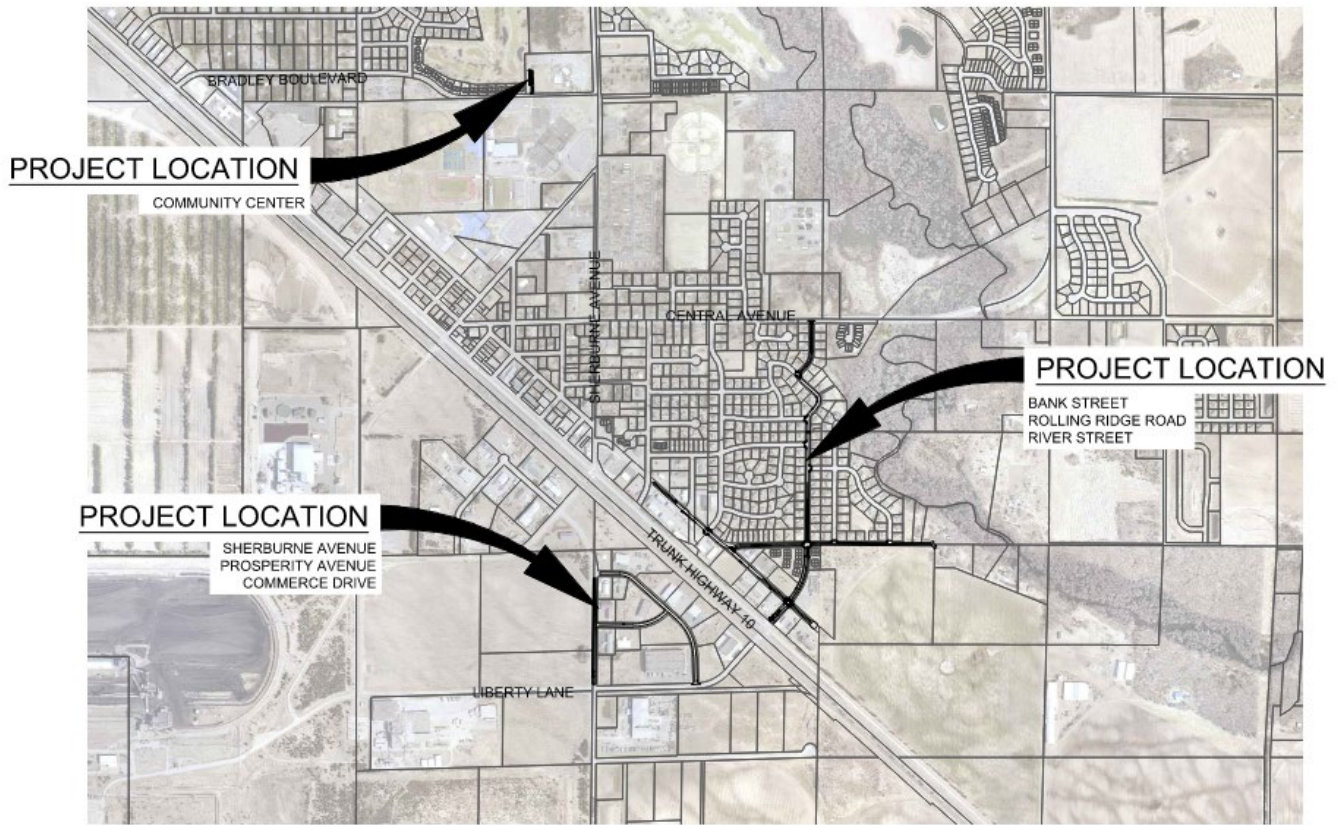 BRADLEY BOULEVARD
PROJECT LOCATION
COMMUNITY CENTER
SHERBURNE AVENUE
CENTRAL AVENUE
PROJECT LOCATION
BANK STREET
ROLLING RIDGE ROAD
RIVER STREET
PROJECT LOCATION
SHERBURNE AVENUE
PROSPERITY AVENUE
COMMERCE DRIVE
TRUNK HIGHWAY 10
LIBERTY LANE